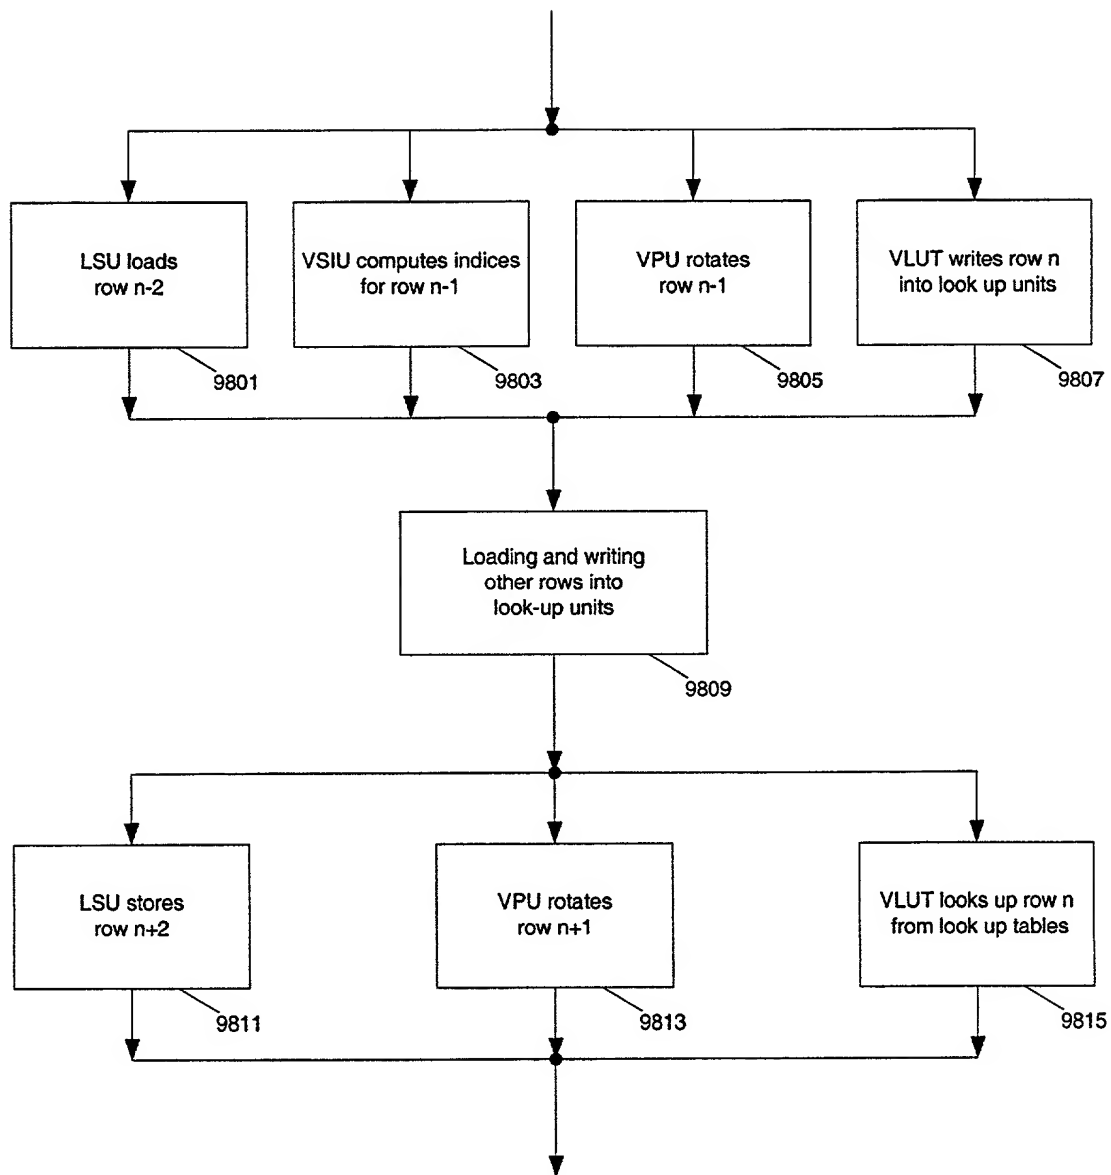 LSU loads
row n-2
9801
VSIU computes indices
for row n-1
9803
VPU rotates
row n-1
9805
VLUT writes row n
into look up units
9807
Loading and writing
other rows into
look-up units
9809
LSU stores
row n+2
9811
VPU rotates
row n+1
9813
VLUT looks up row n
from look up tables
9815